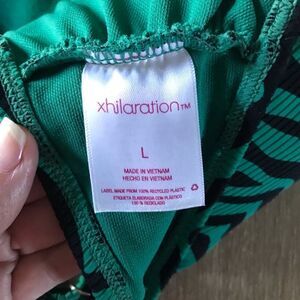 xhilaration™
L
MADE IN VIETNAM
HECHO EN VIETNAM
LABEL MADE FROM 100% RECYCLED PLASTIC
ETIQUETA ELABORADA CON PLÁSTICO
100 % RECICLADO